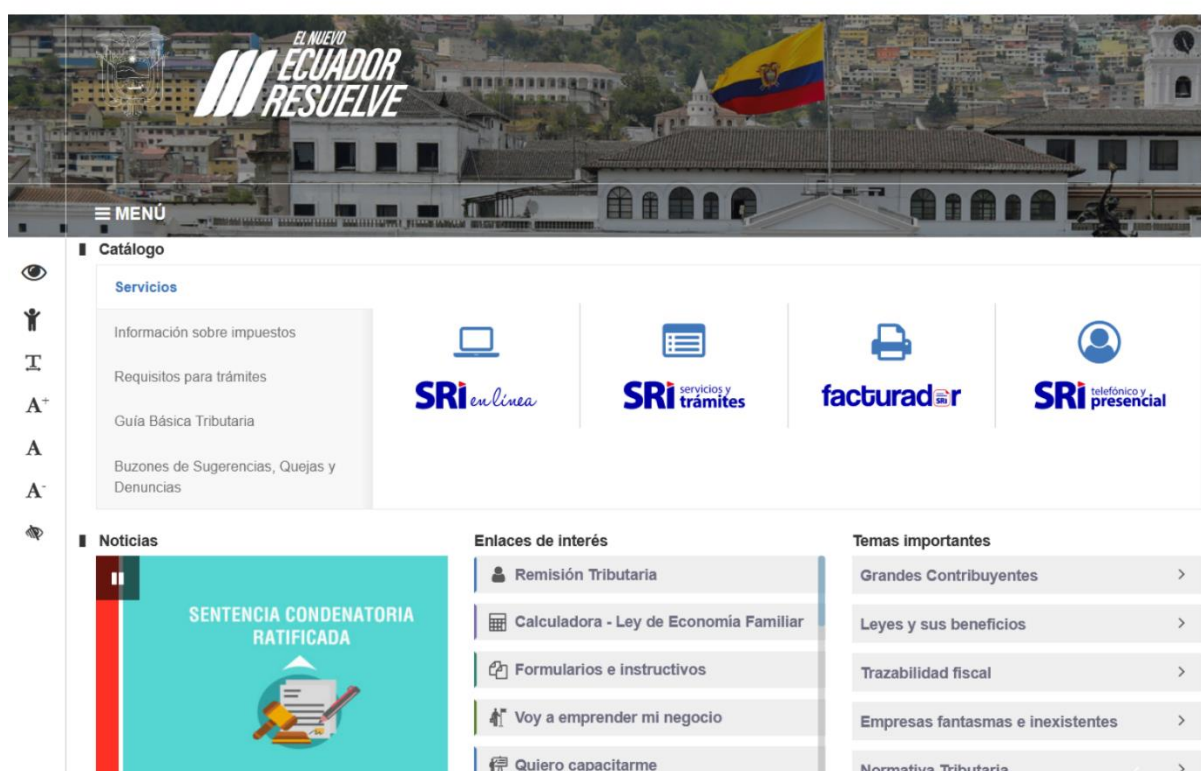 EL NUEVO
ECUADOR
RESUELVE
MENÚ
Catálogo
Servicios
Información sobre impuestos
Requisitos para trámites
Guía Básica Tributaria
Buzones de Sugerencias, Quejas y
Denuncias
SRi en línea
SRi servicios y
trámites
facturador
SRi
SRi telefónico y
presencial
T
A+
A
A-
Noticias
SENTENCIA CONDENATORIA
RATIFICADA
Enlaces de interés
Remisión Tributaria
Calculadora - Ley de Economía Familiar
Formularios e instructivos
Voy a emprender mi negocio
Quiero capacitarme
Temas importantes
Grandes Contribuyentes
Leyes y sus beneficios
Trazabilidad fiscal
Empresas fantasmas e inexistentes
Normativa Tributaria